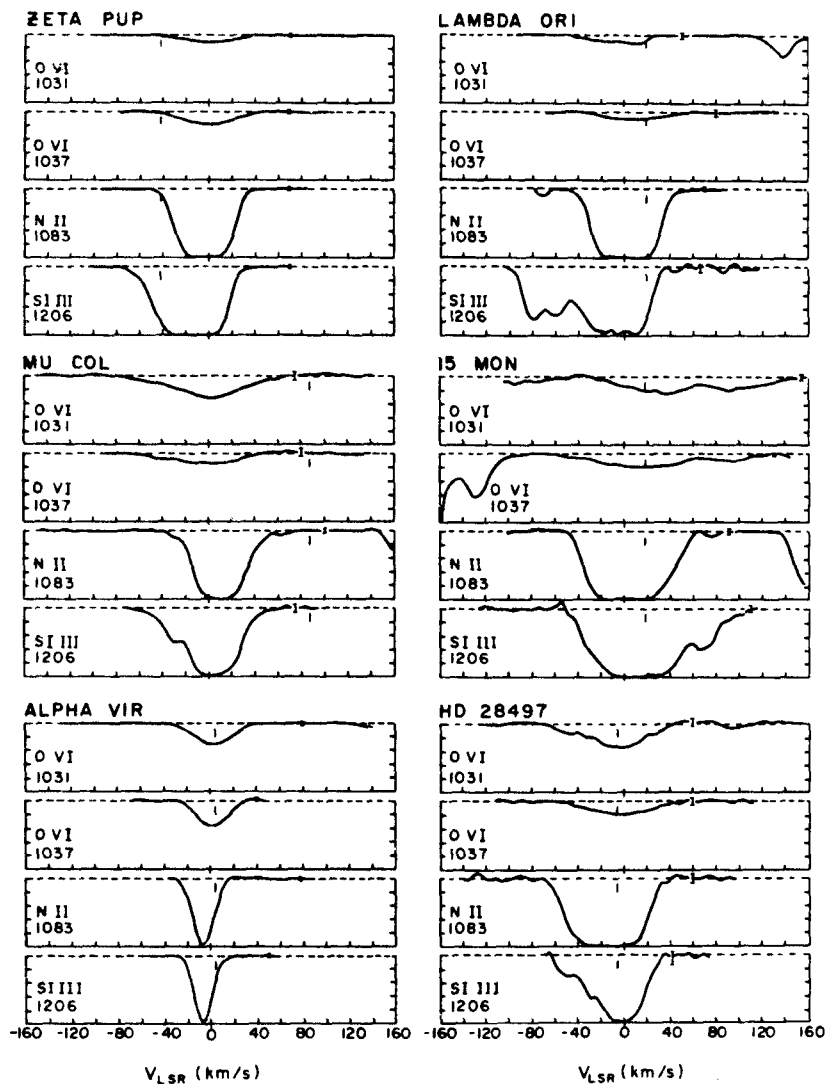 ZETA PUP
O VI
1031
O VI
1037
N II
1083
SI III
1206
MU COL
O VI
1031
O VI
1037
N II
1083
SI III
1206
ALPHA VIR
O VI
1031
O VI
1037
N II
1083
SI III
1206
-160 -120 -80 -40 0 40 80 120 160
V LSR (km/s)
LAMBDA ORI
O VI
1031
O VI
1037
N II
1083
SI III
1206
15 MON
O VI
1031
O VI
1037
N II
1083
SI III
1206
HD 28497
O VI
1031
O VI
1037
N II
1083
SI III
1206
-160 -120 -80 -40 0 40 80 120 160
V LSR (km/s)